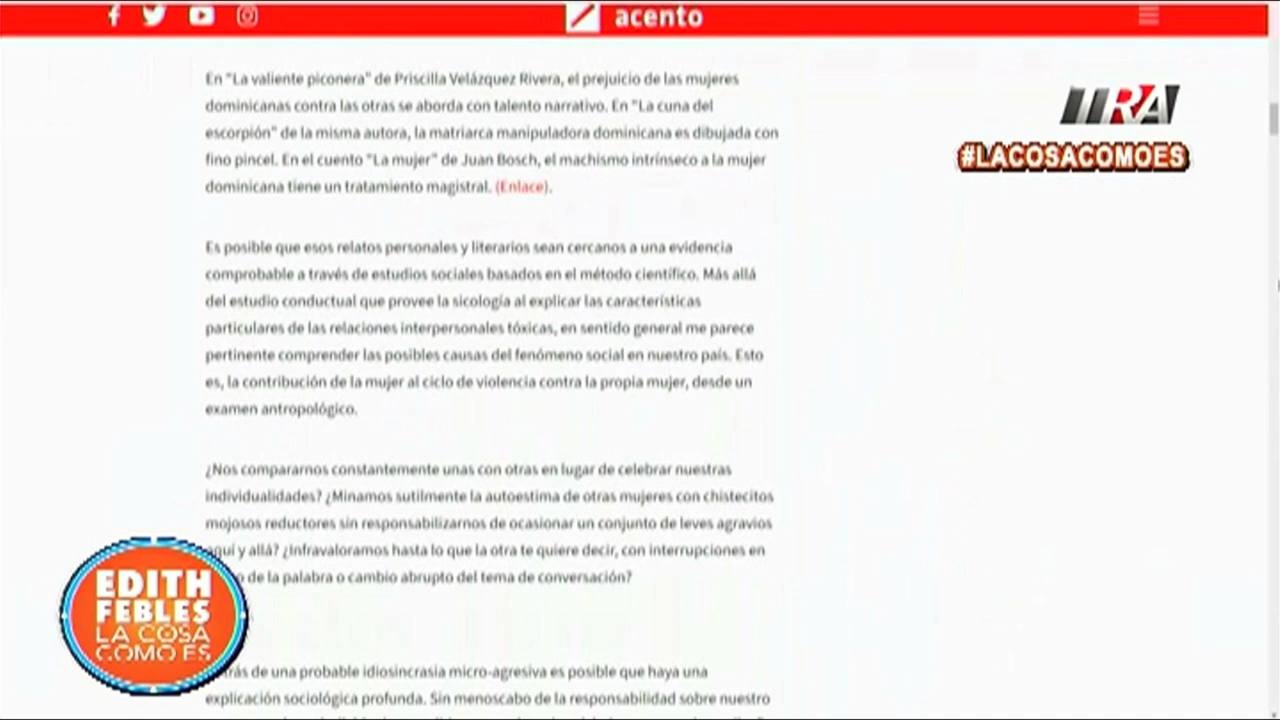 acento
En "La valiente piconera" de Priscilla Velázquez Rivera, el prejuicio de las mujeres
dominicanas contra las otras se aborda con talento narrativo. En "La cuna del
escorpión" de la misma autora, la matriarca manipuladora dominicana es dibujada con
fino pincel. En el cuento "La mujer" de Juan Bosch, el machismo intrínseco a la mujer
dominicana tiene un tratamiento magistral. (Enlace).
TRA
#LACOSACOMOES
Es posible que esos relatos personales y literarios sean cercanos a una evidencia
comprobable a través de estudios sociales basados en el método científico. Más allá
del estudio conductual que provee la sicología al explicar las características
particulares de las relaciones interpersonales tóxicas, en sentido general me parece
pertinente comprender las posibles causas del fenómeno social en nuestro país. Esto
es, la contribución de la mujer al ciclo de violencia contra la propia mujer, desde un
examen antropológico.
¿Nos comparamos constantemente unas con otras en lugar de celebrar nuestras
individualidades? ¿Minamos sutilmente la autoestima de otras mujeres con chistecitos
mojosos reductores sin responsabilizarnos de ocasionar un conjunto de leves agravios
aquí y allá? ¿Infravaloramos hasta lo que la otra te quiere decir, con interrupciones en
de la palabra o cambio abrupto del tema de conversación?
de una probable idiosincrasia micro-agresiva es posible que haya una
explicación sociológica profunda. Sin menoscabo de la responsabilidad sobre nuestro
EDITH
FEBLES
LA COSA
COMO ES